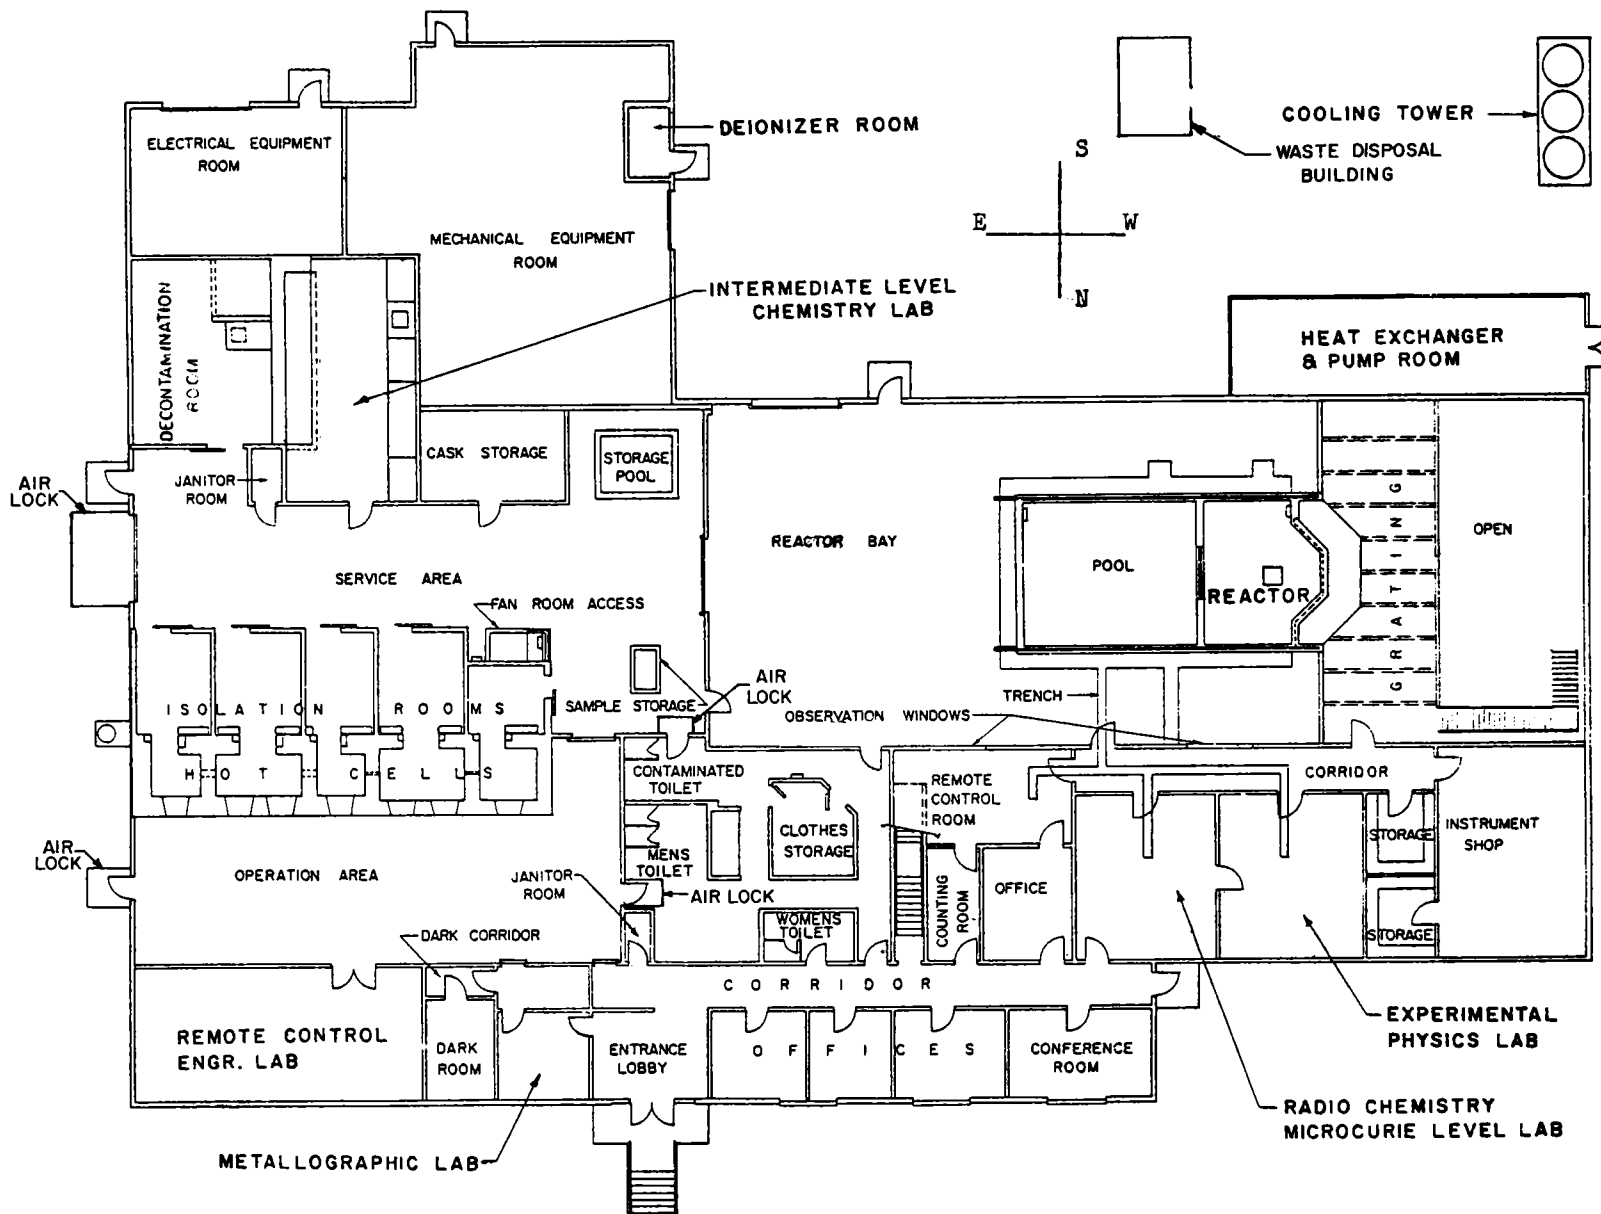 DEIONIZER ROOM
COOLING TOWER
WASTE DISPOSAL
BUILDING
S
E
W
N
ELECTRICAL EQUIPMENT
ROOM
MECHANICAL EQUIPMENT
ROOM
INTERMEDIATE LEVEL
CHEMISTRY LAB
HEAT EXCHANGER
& PUMP ROOM
DECONTAMINATION
ROOM
CASK STORAGE
STORAGE
POOL
JANITOR
ROOM
AIR
LOCK
REACTOR BAY
POOL
REACTOR
GRATING
OPEN
SERVICE AREA
FAN ROOM ACCESS
AIR
LOCK
SAMPLE STORAGE
TRENCH
OBSERVATION WINDOWS
ISOLATION ROOMS
HOT CELLS
CONTAMINATED
TOILET
REMOTE
CONTROL
ROOM
CORRIDOR
CLOTHES
STORAGE
STORAGE
INSTRUMENT
SHOP
AIR
LOCK
OPERATION AREA
MENS
TOILET
JANITOR
ROOM
AIR LOCK
COUNTING
ROOM
OFFICE
WOMENS
TOILET
STORAGE
DARK CORRIDOR
CORRIDOR
REMOTE CONTROL
ENGR. LAB
DARK
ROOM
ENTRANCE
LOBBY
OFFICES
CONFERENCE
ROOM
EXPERIMENTAL
PHYSICS LAB
RADIO CHEMISTRY
MICROCURIE LEVEL LAB
METALLOGRAPHIC LAB